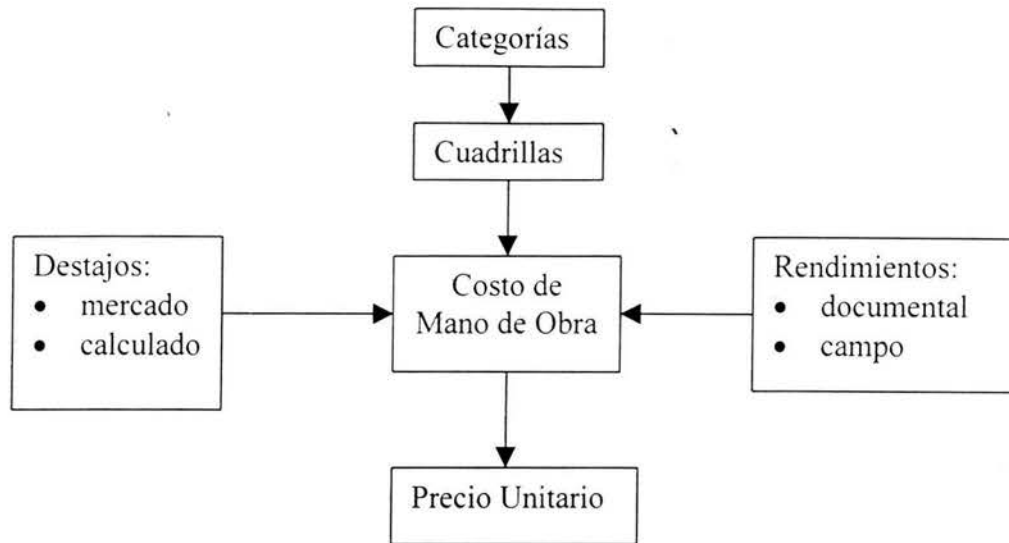 Categorías
Cuadrillas
Destajos:
• mercado
• calculado
Costo de
Mano de Obra
Rendimientos:
• documental
• campo
Precio Unitario